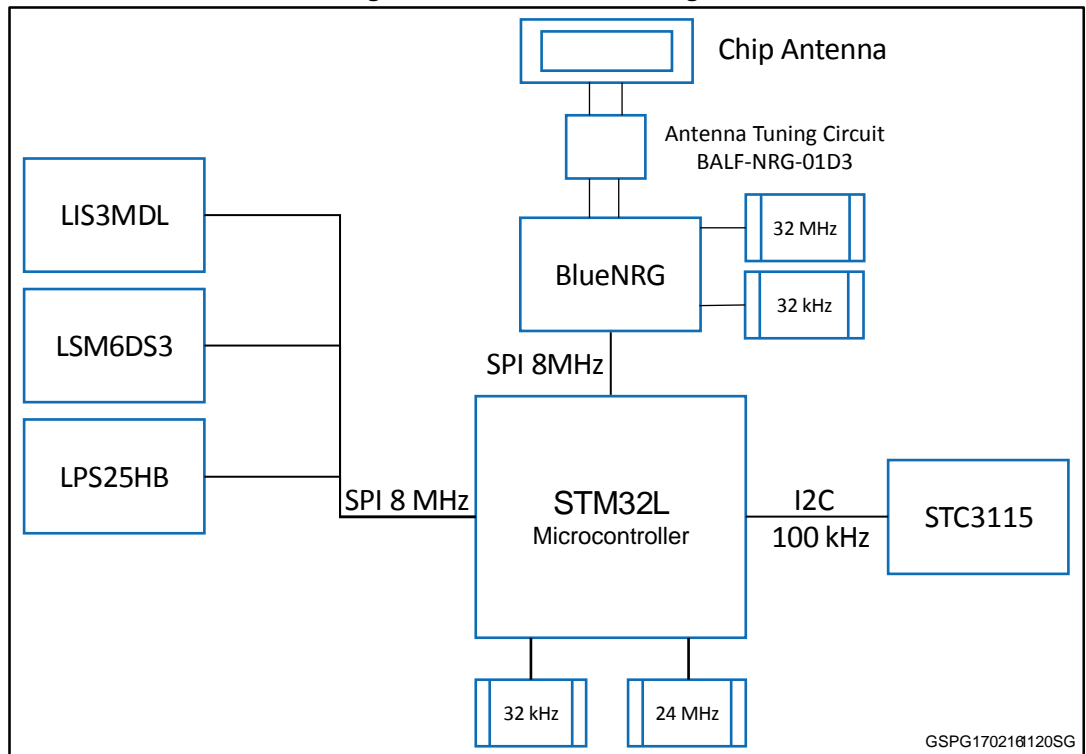 Chip Antenna
Antenna Tuning Circuit
BALF-NRG-01D3
LIS3MDL
32 MHz
BlueNRG
32 kHz
LSM6DS3
SPI 8MHz
LPS25HB
SPI 8 MHz
STM32L
Microcontroller
I2C
100 kHz
STC3115
32 kHz
24 MHz